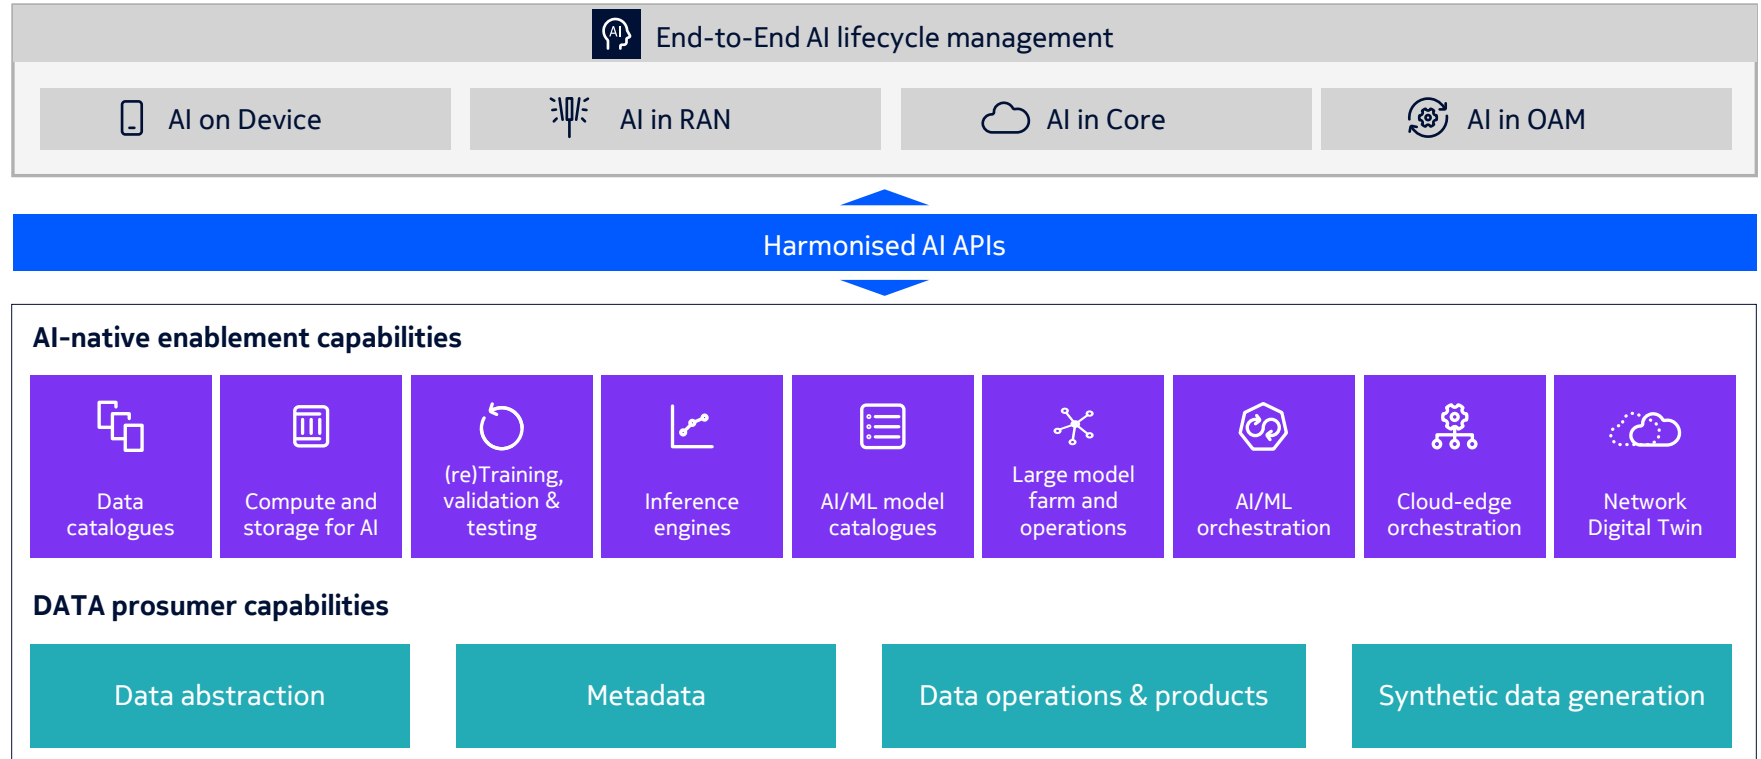 AI
End-to-End AI lifecycle management
AI on Device
AI in RAN
AI in Core
AI in OAM
Harmonised AI APIs
AI-native enablement capabilities
Data
catalogues
Compute and
storage for AI
(re)Training,
validation &
testing
Inference
engines
AI/ML model
catalogues
Large model
farm and
operations
AI/ML
orchestration
Cloud-edge
orchestration
Network
Digital Twin
DATA prosumer capabilities
Data abstraction
Metadata
Data operations & products
Synthetic data generation